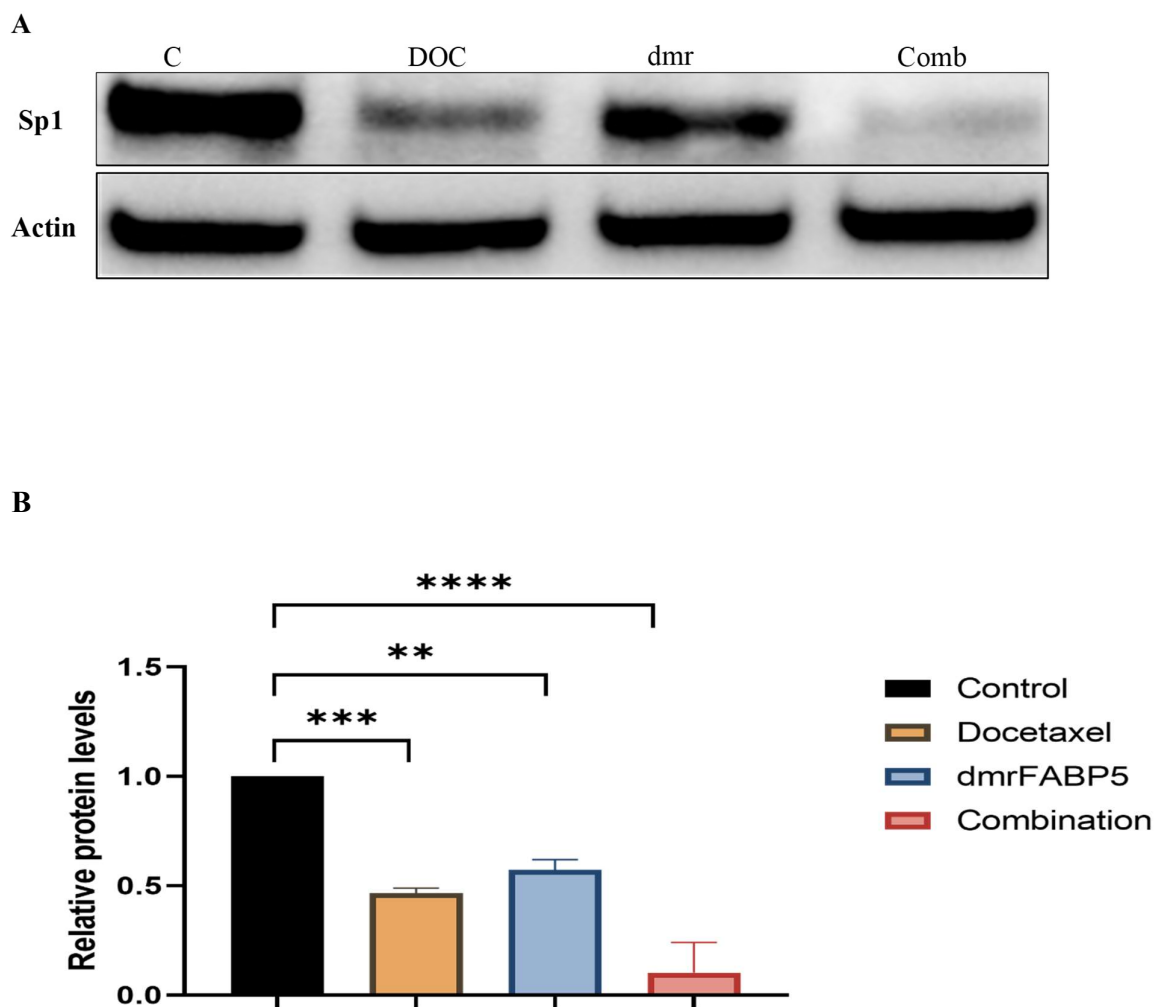 A
C DOC dmr Comb
Sp1
Actin
B
****
**
***
1.5
1.0
0.5
0.0
Relative protein levels
Control
Docetaxel
dmrFABP5
Combination